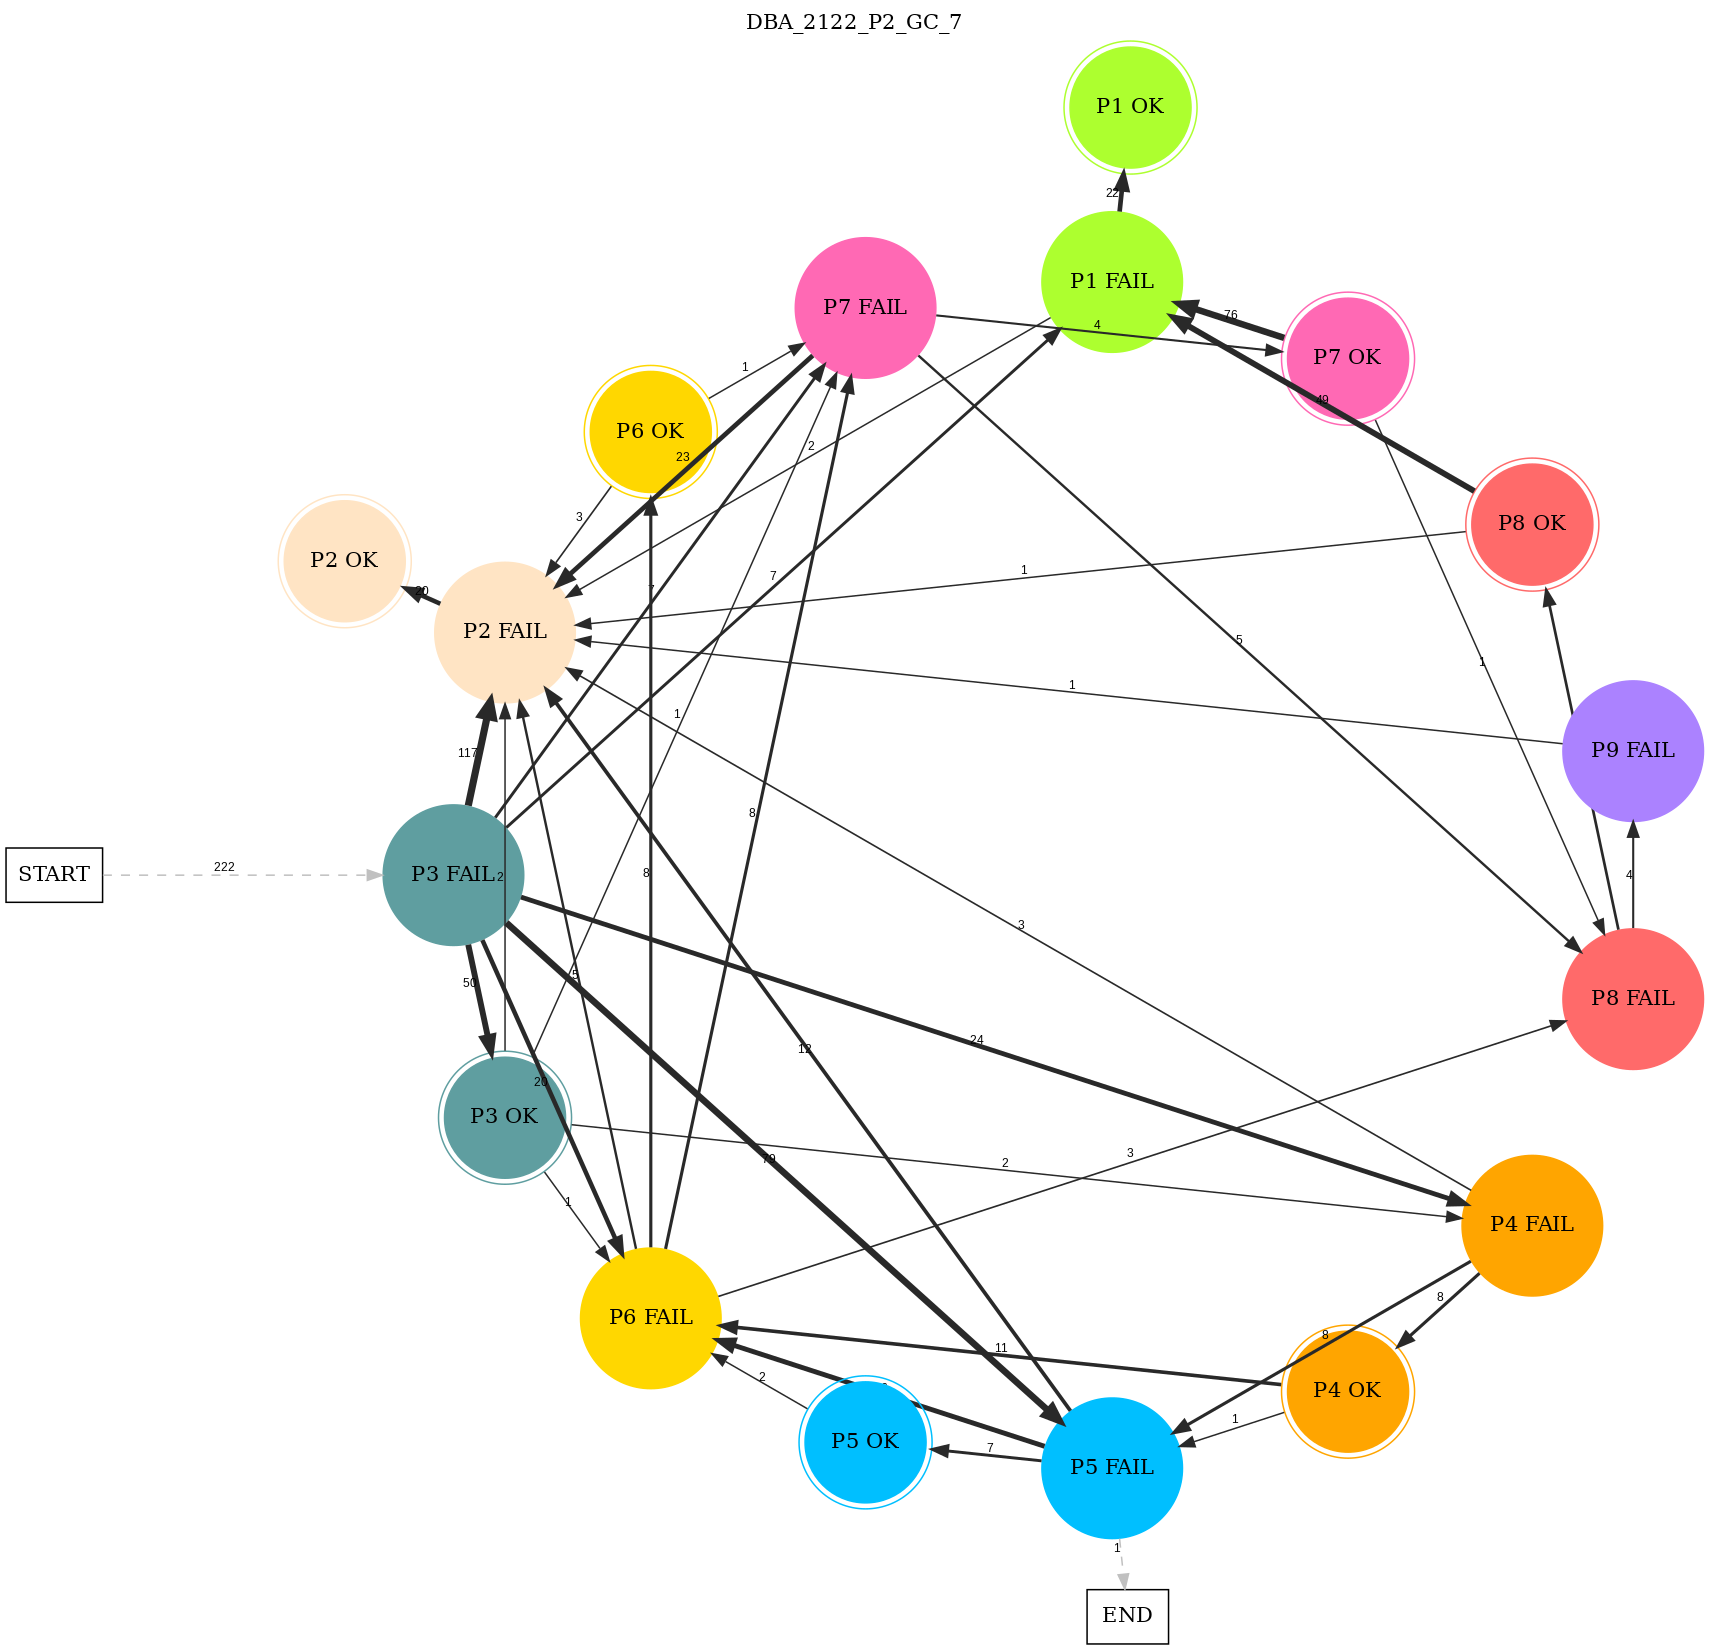 DBA_2122_P2_GC_7
P1 OK
22
P1 FAIL
P7 FAIL
76
4
P7 OK
1
49
P6 OK
2
23
3
P8 OK
P2 OK
1
7
7
20
P2 FAIL
5
1
1
1
117
P9 FAIL
8
START
222
P3 FAIL
2
8
4
3
5
50
P8 FAIL
24
12
20
P3 OK
3
79
2
1
P4 FAIL
8
P6 FAIL
8
11
2
P4 OK
1
P5 OK
7
P5 FAIL
1
END